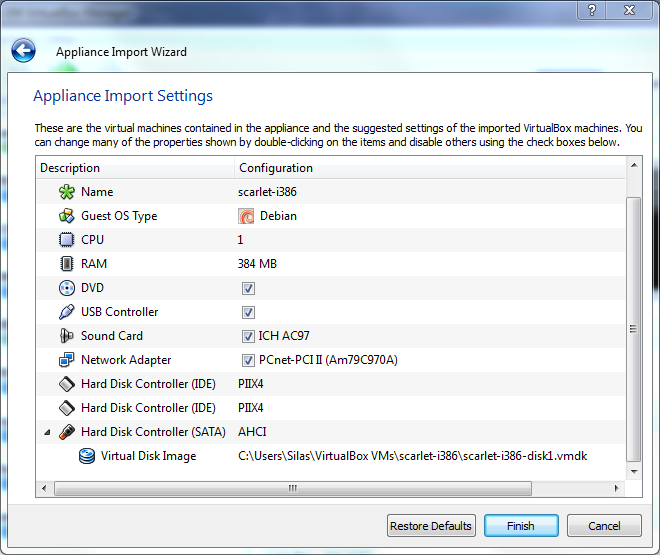 Appliance Import Wizard
Appliance Import Settings
These are the virtual machines contained in the appliance and the suggested settings of the imported VirtualBox machines. You
can change many of the properties shown by double-clicking on the items and disable others using the check boxes below.
Description Configuration
Name scarlet-i386
Guest OS Type Debian
CPU 1
RAM 384 MB
DVD
USB Controller
Sound Card ICH AC97
Network Adapter PCnet-PCI II (Am79C970A)
Hard Disk Controller (IDE) PIIX4
Hard Disk Controller (IDE) PIIX4
Hard Disk Controller (SATA) AHCI
Virtual Disk Image C:\Users\Silas\VirtualBox VMs\scarlet-i386\scarlet-i386-disk1.vmdk
Restore Defaults Finish Cancel